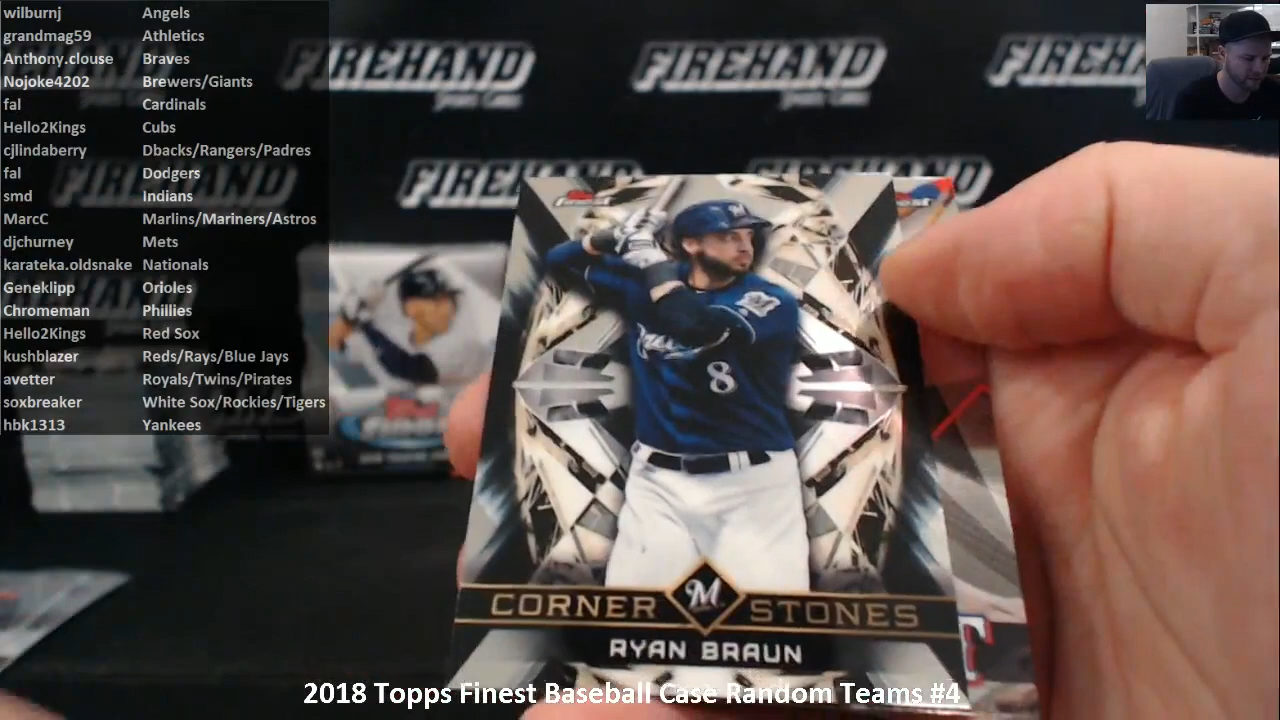 wilburnj Angels
grandmag59 Athletics
Anthony.clouse Braves
Nojoke4202 Brewers/Giants
fal Cardinals
Hello2Kings Cubs
cjlindaberry Dbacks/Rangers/Padres
fal Dodgers
smd Indians
MarcC Marlins/Mariners/Astros
djchurney Mets
karateka.oldsnake Nationals
Geneklipp Orioles
Chromeman Phillies
Hello2Kings Red Sox
kushblazer Reds/Rays/Blue Jays
avetter Royals/Twins/Pirates
soxbreaker White Sox/Rockies/Tigers
hbk1313 Yankees
FIREHAND FIREHAND FIREHAND
FIREHAND FIREHAND FIREHAND
finest
8
M
CORNER STONES
RYAN BRAUN
2018 Topps Finest Baseball Case Random Teams #4